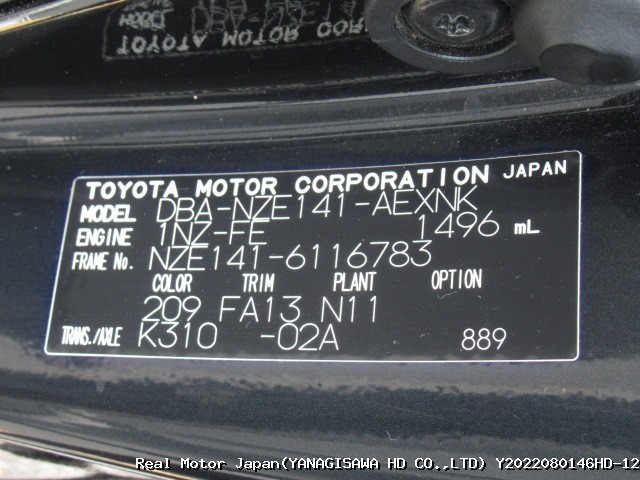 TOYOTA MOTOR CORPORATION JAPAN
MODEL DBA-NZE141-AEXNK
ENGINE 1NZ-FE 1496 mL
FRAME No. NZE141-6116783
COLOR TRIM PLANT OPTION
209 FA13 N11
TRANS./AXLE K310 -02A 889
Real Motor Japan(YANAGISAWA HD CO.,LTD) Y2022080146HD-12